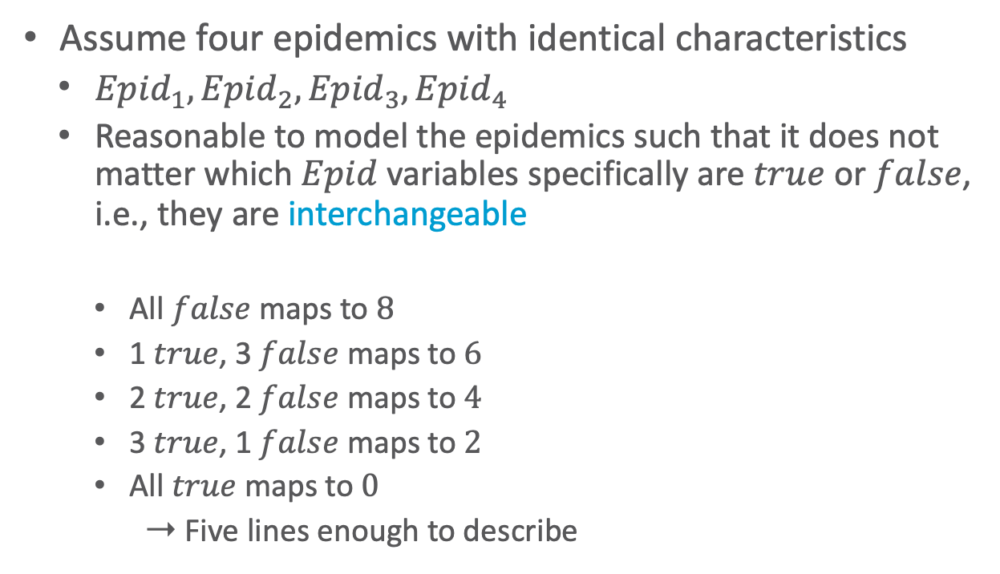 • Assume four epidemics with identical characteristics
• Epid₁, Epid₂, Epid₃, Epid₄
• Reasonable to model the epidemics such that it does not
matter which Epid variables specifically are true or false,
i.e., they are interchangeable
• All false maps to 8
• 1 true, 3 false maps to 6
• 2 true, 2 false maps to 4
• 3 true, 1 false maps to 2
• All true maps to 0
→ Five lines enough to describe